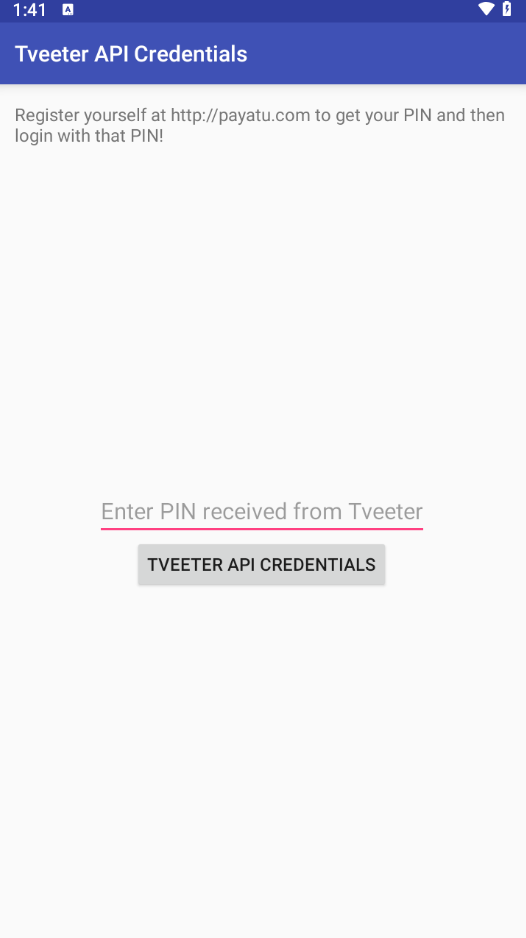 1:41 A
Tveeter API Credentials
Register yourself at http://payatu.com to get your PIN and then
login with that PIN!
Enter PIN received from Tveeter
TVEETER API CREDENTIALS